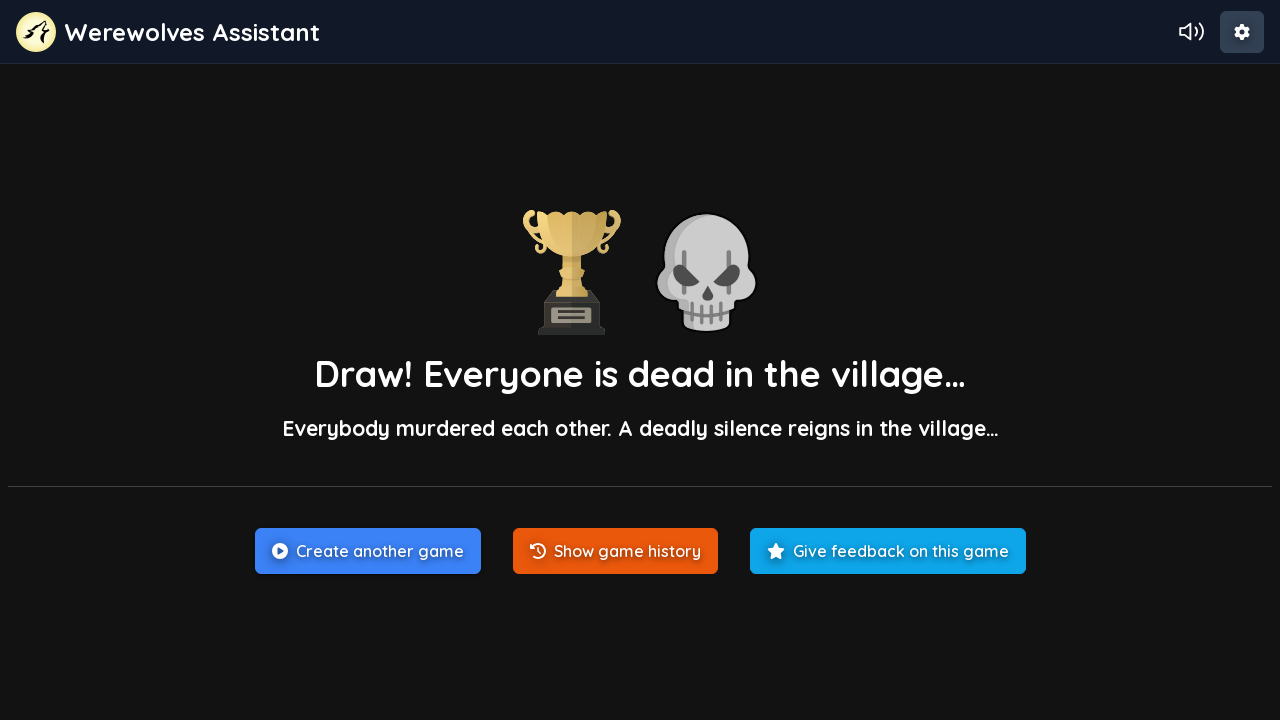 Werewolves Assistant
Draw! Everyone is dead in the village...
Everybody murdered each other. A deadly silence reigns in the village...
Create another game
Show game history
Give feedback on this game